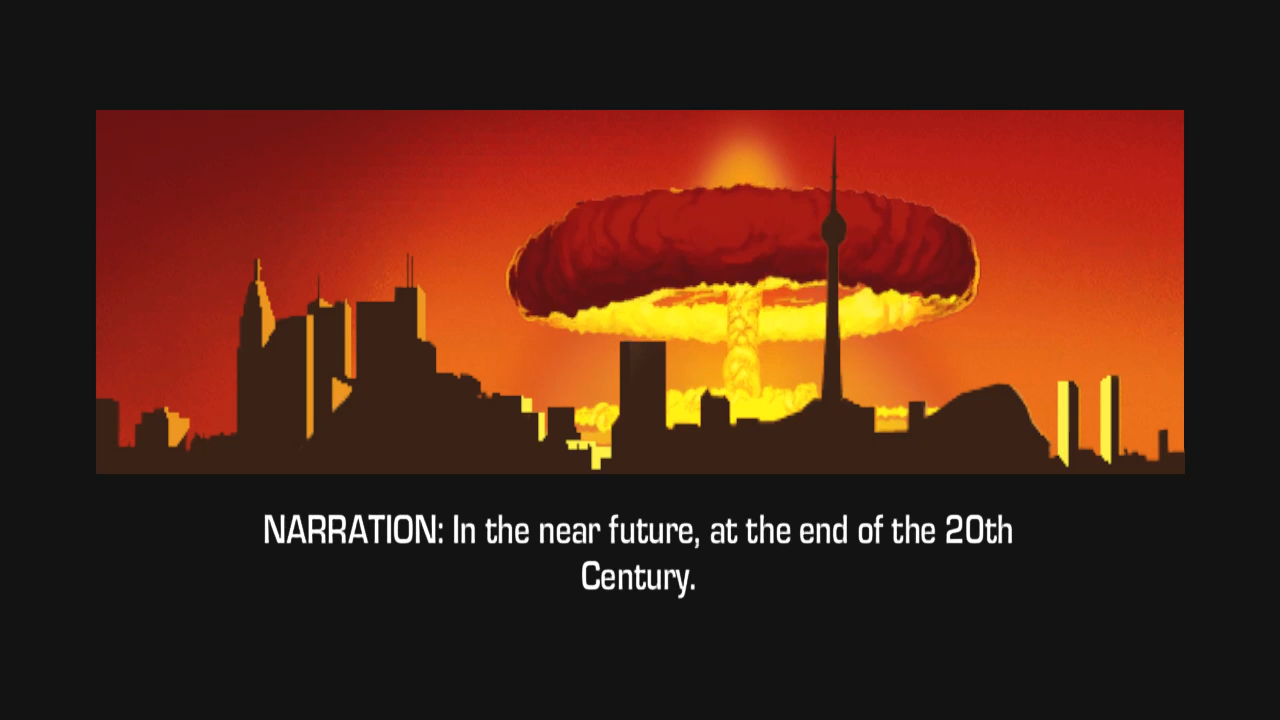 NARRATION: In the near future, at the end of the 20th
Century.